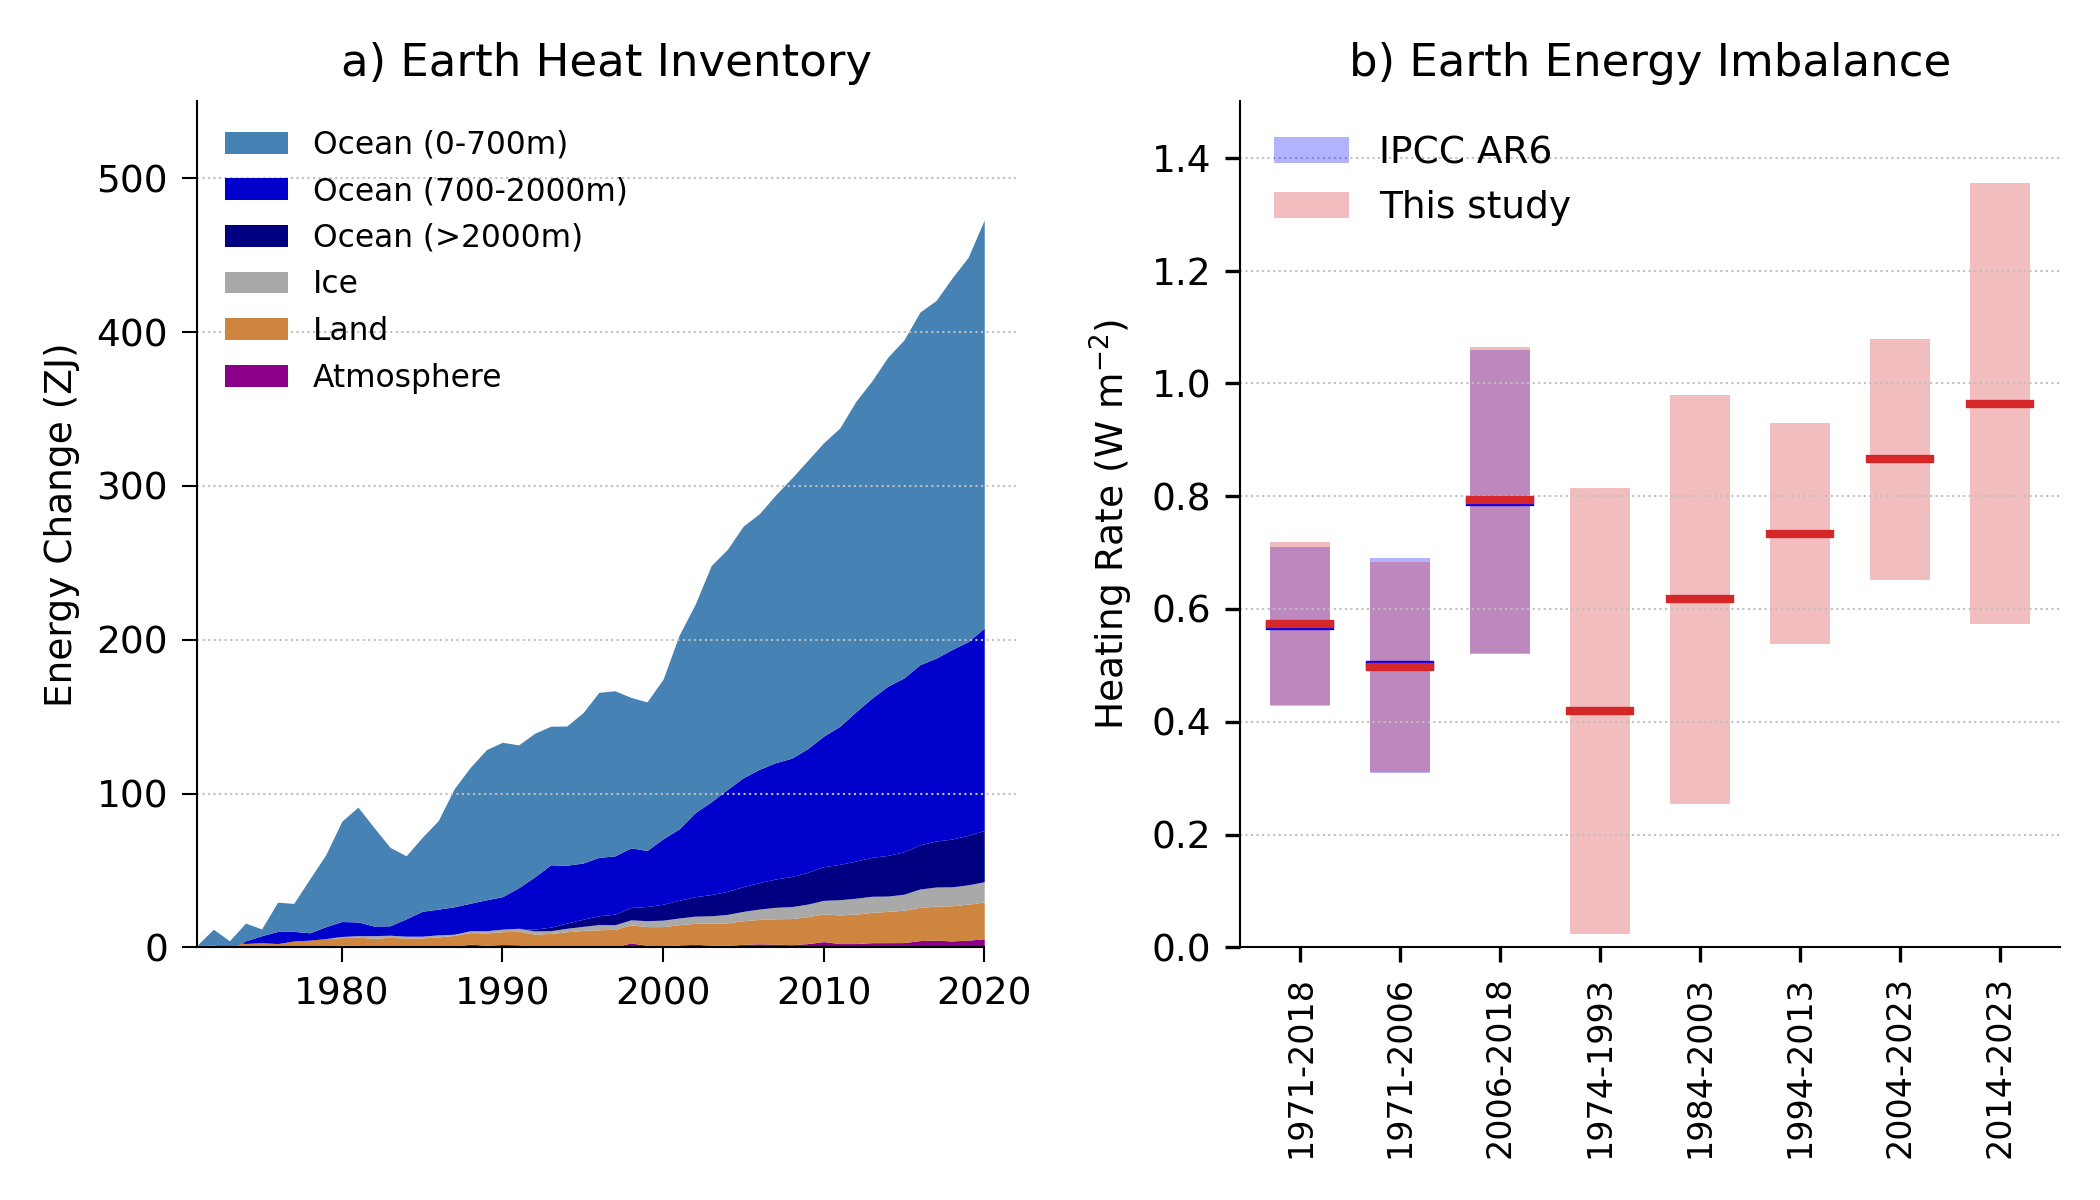 a) Earth Heat Inventory
Energy Change (ZJ)
500
400
300
200
100
0
Ocean (0-700m)
Ocean (700-2000m)
Ocean (>2000m)
Ice
Land
Atmosphere
1980 1990 2000 2010 2020
b) Earth Energy Imbalance
Heating Rate (W m⁻²)
1.4
1.2
1.0
0.8
0.6
0.4
0.2
0.0
IPCC AR6
This study
1971-2018
1971-2006
2006-2018
1974-1993
1984-2003
1994-2013
2004-2023
2014-2023